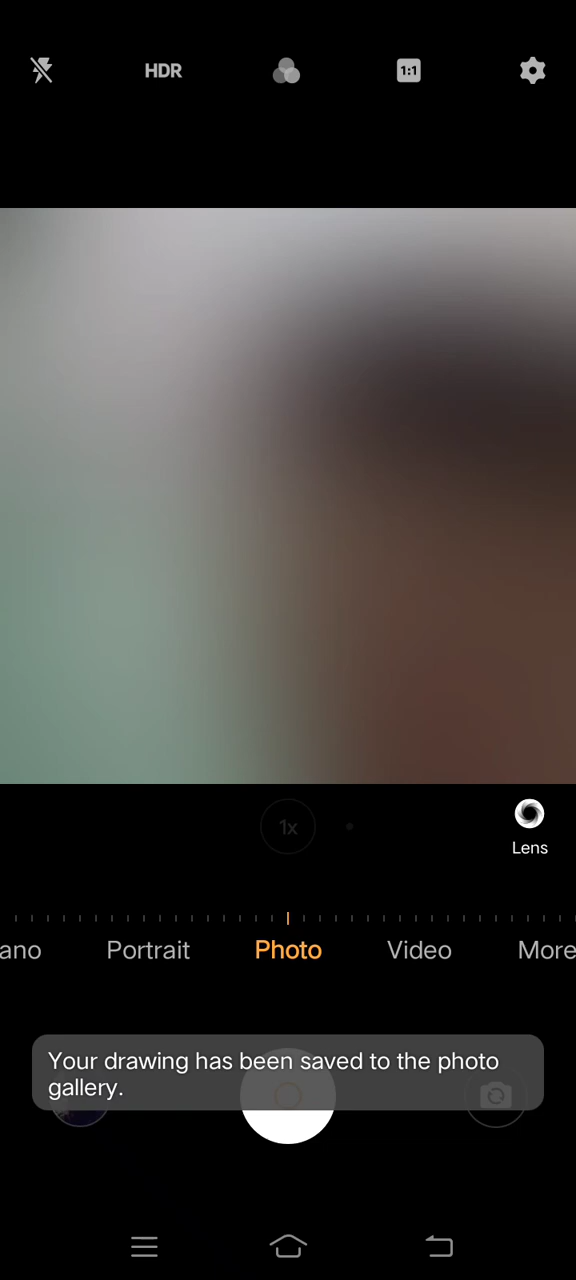 HDR
1:1
1x
Lens
ano Portrait Photo Video More
Your drawing has been saved to the photo
gallery.